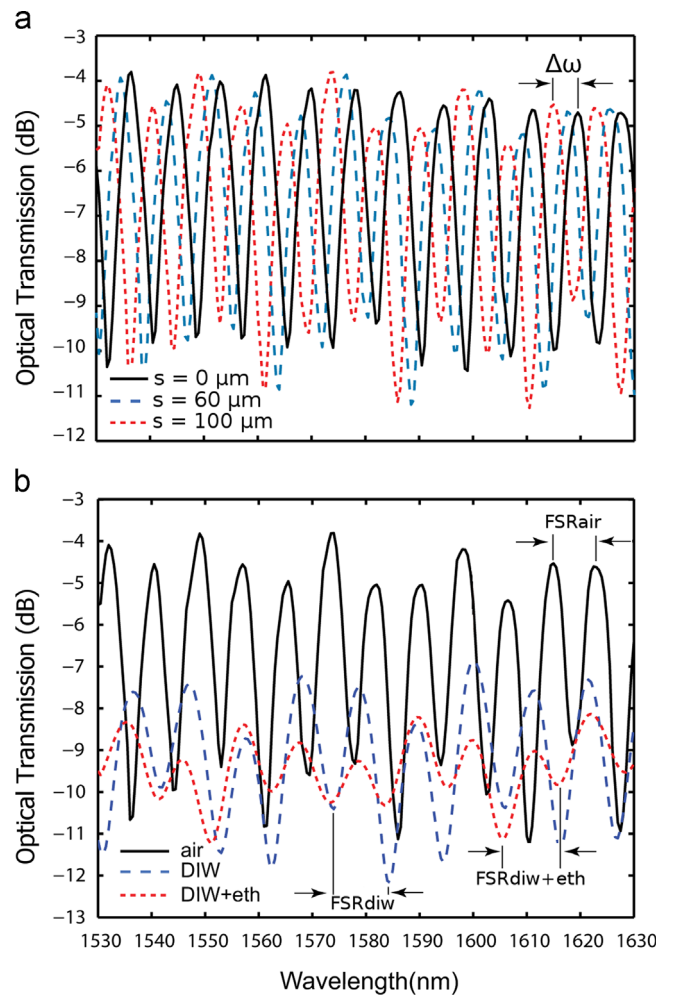 a
−3
−4
−5
−6
−7
−8
−9
−10
−11
−12
Optical Transmission (dB)
Δω
s = 0 μm
s = 60 μm
s = 100 μm
b
−3
−4
−5
−6
−7
−8
−9
−10
−11
−12
−13
Optical Transmission (dB)
FSRair
air
DIW
DIW+eth
FSRdiw
FSRdiw+eth
1530 1540 1550 1560 1570 1580 1590 1600 1610 1620 1630
Wavelength(nm)